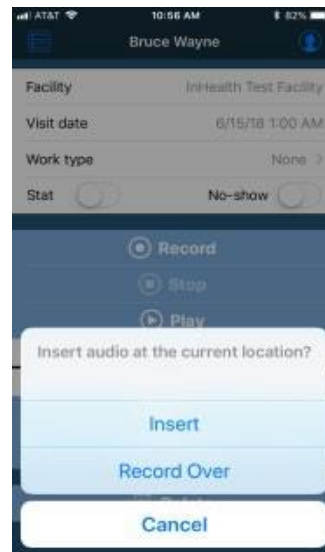 AT&T 10:56 AM 82%
Bruce Wayne
Facility InHealth Test Facility
Visit date 6/15/18 1:00 AM
Work type None
Stat No-show
Record
Stop
Play
Insert audio at the current location?
Insert
Record Over
Cancel